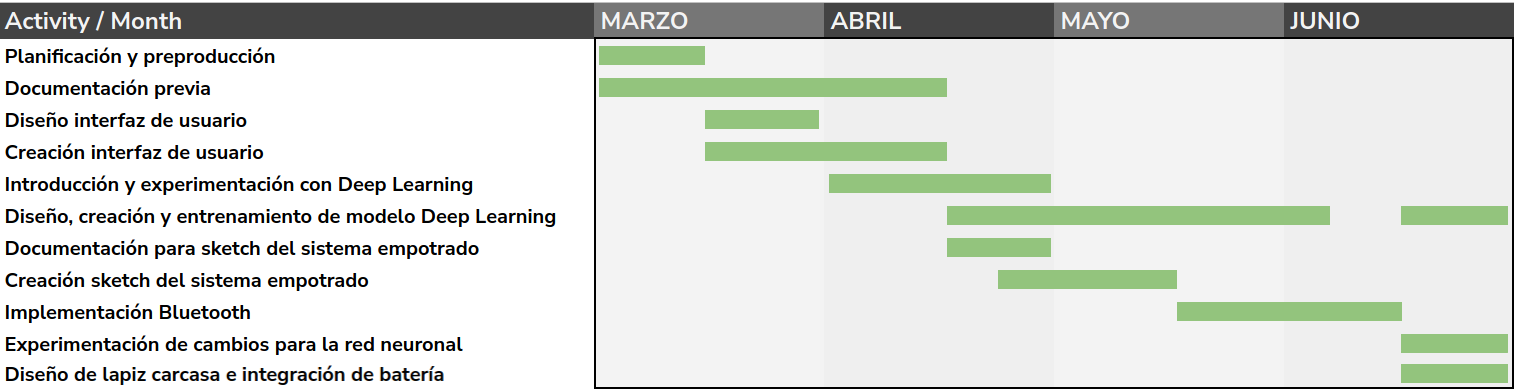 Activity / Month MARZO ABRIL MAYO JUNIO
Planificación y preproducción
Documentación previa
Diseño interfaz de usuario
Creación interfaz de usuario
Introducción y experimentación con Deep Learning
Diseño, creación y entrenamiento de modelo Deep Learning
Documentación para sketch del sistema empotrado
Creación sketch del sistema empotrado
Implementación Bluetooth
Experimentación de cambios para la red neuronal
Diseño de lapiz carcasa e integración de batería